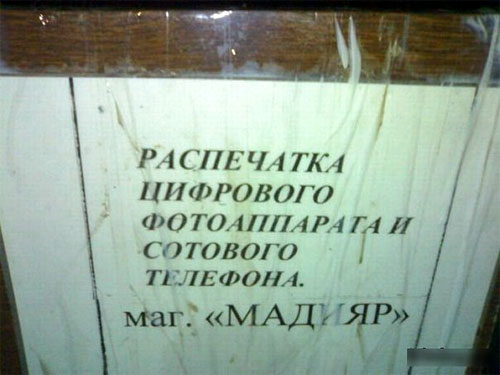 РАСПЕЧАТКА
ЦИФРОВОГО
ФОТОАППАРАТА И
СОТОВОГО
ТЕЛЕФОНА.
маг. «МАДИЯР»